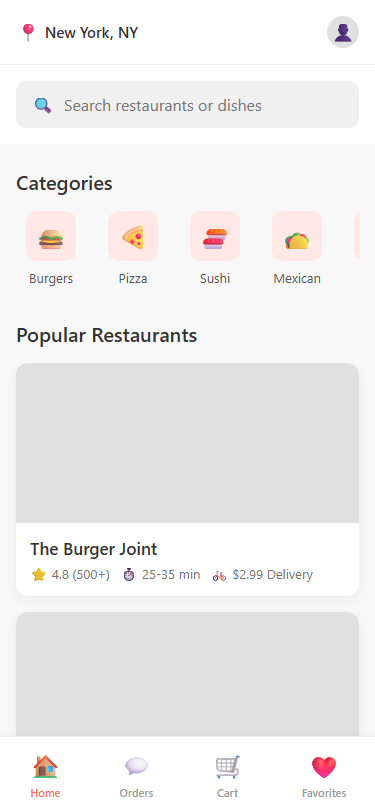 New York, NY
Search restaurants or dishes
Categories
Burgers Pizza Sushi Mexican
Popular Restaurants
The Burger Joint
4.8 (500+) 25-35 min $2.99 Delivery
Home Orders Cart Favorites